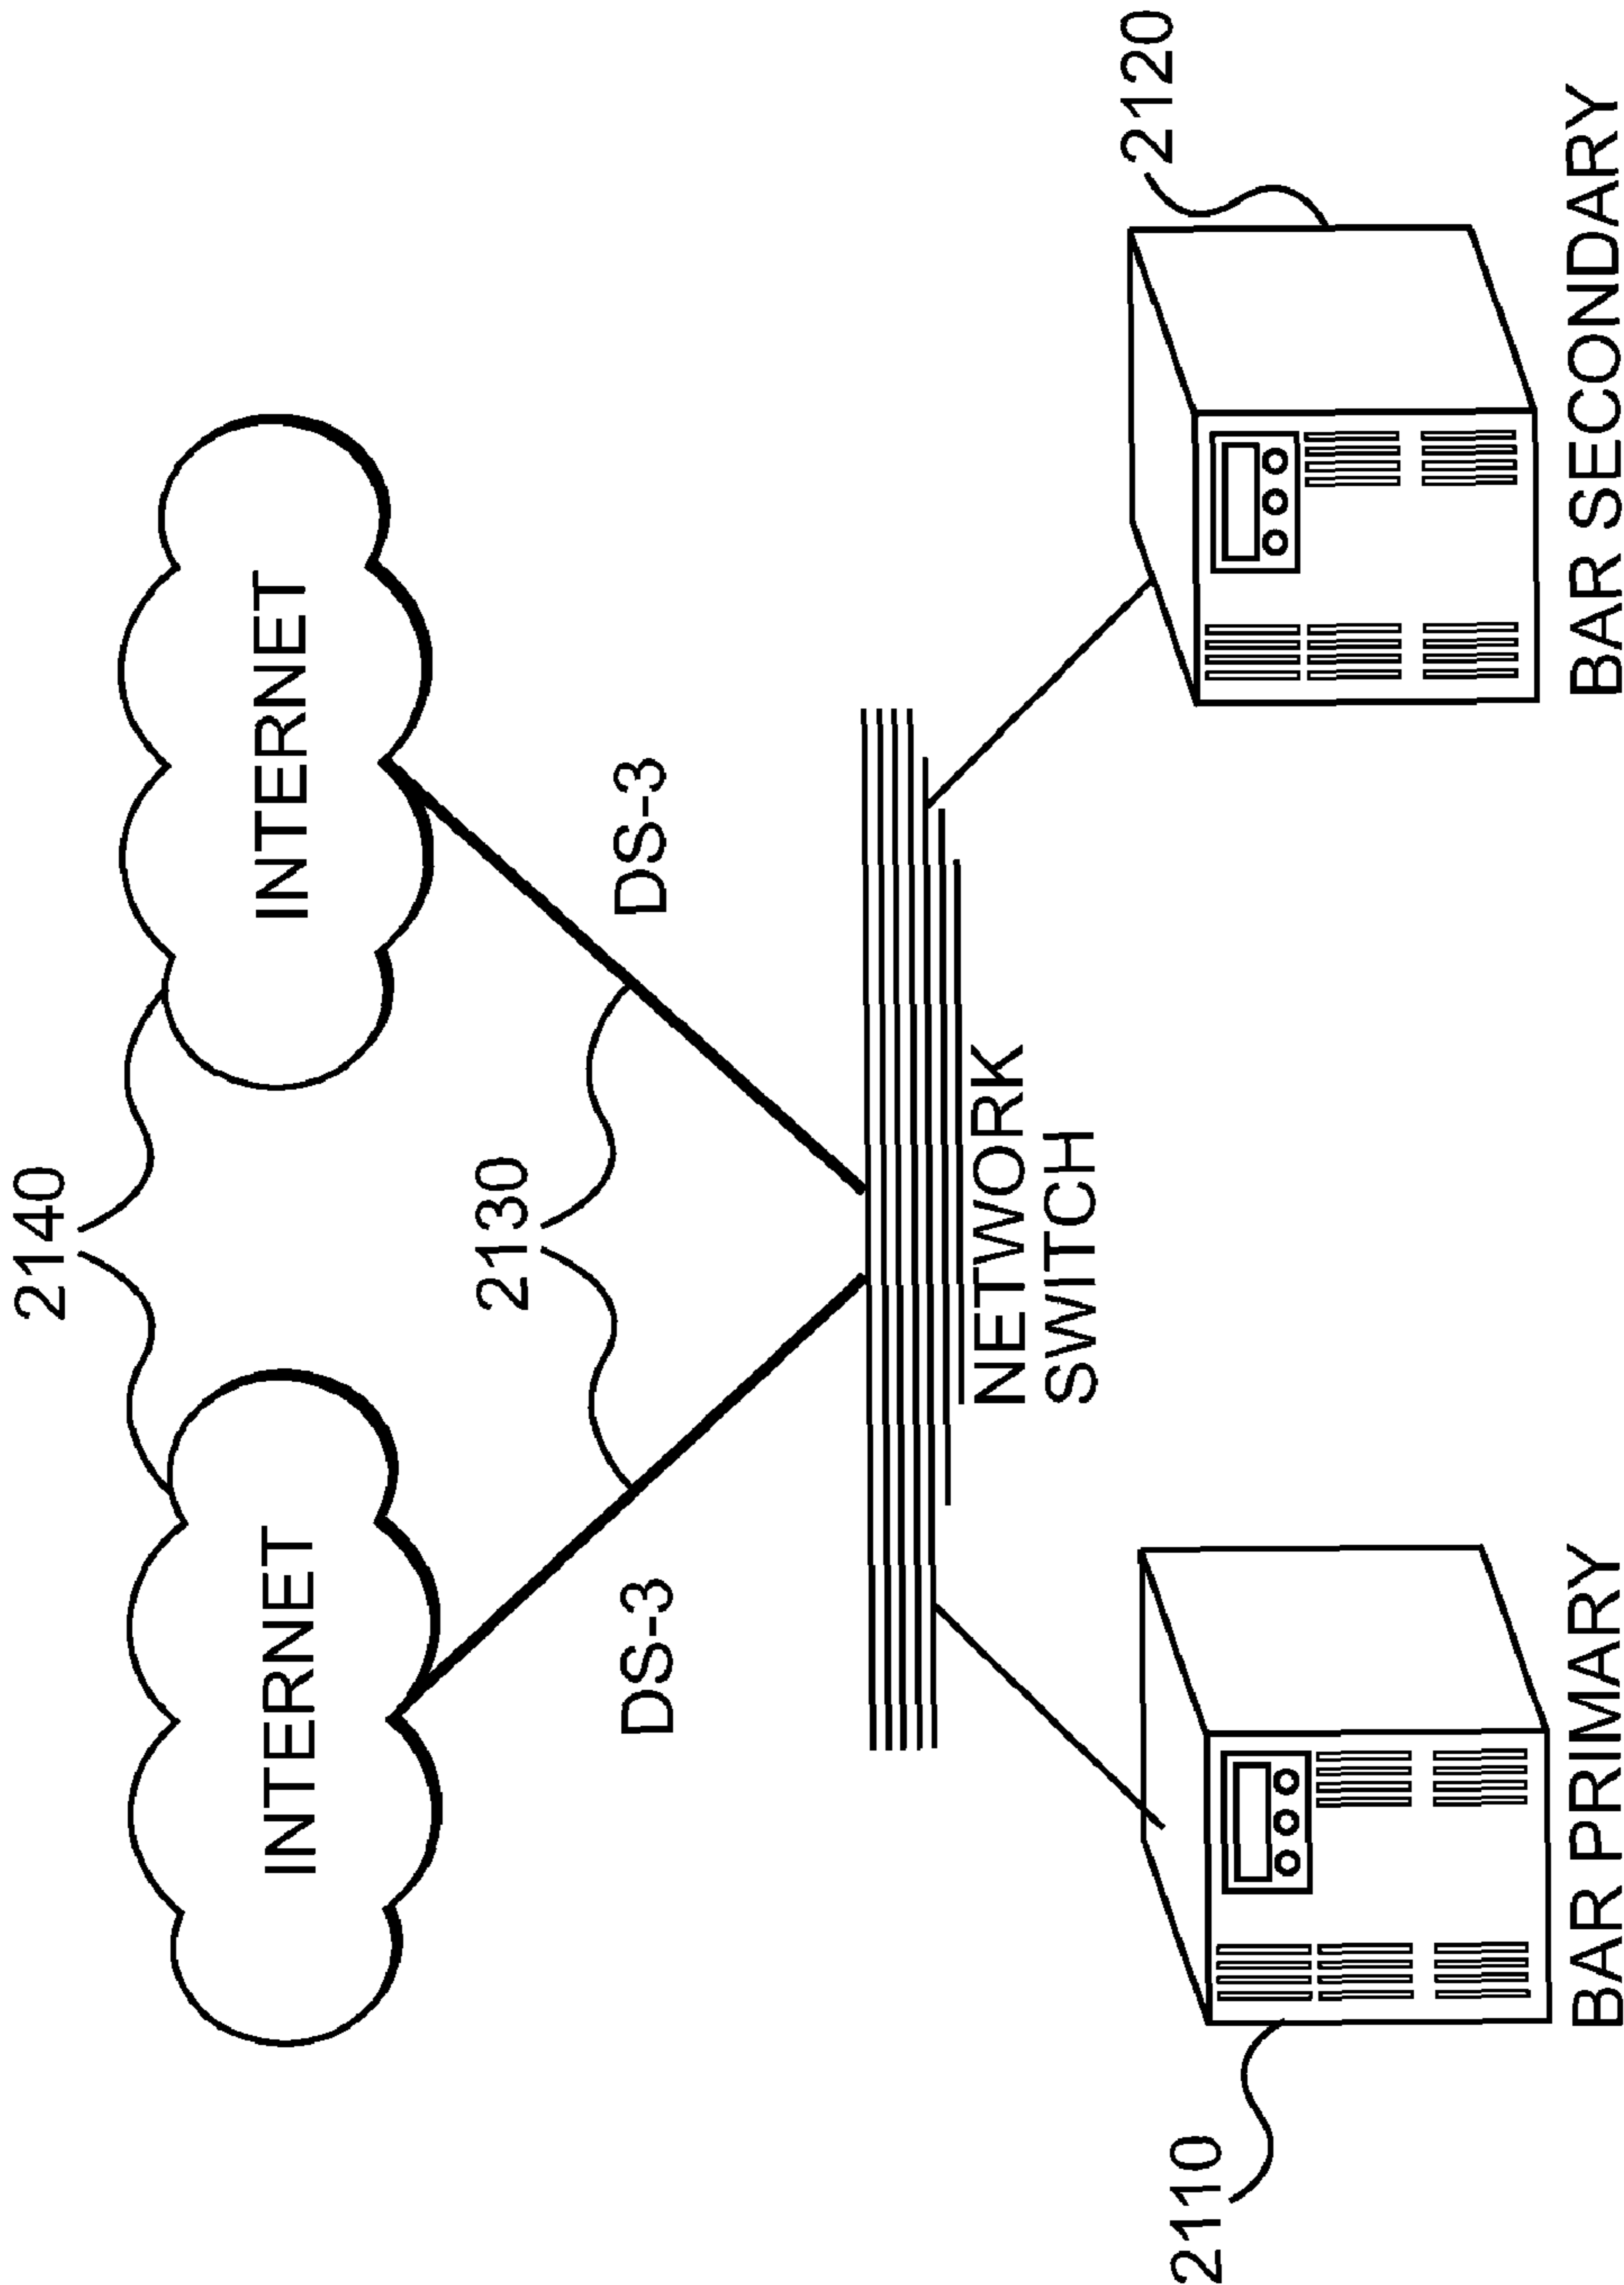 2140
INTERNET
INTERNET
2130
DS-3
DS-3
NETWORK
SWITCH
2110
2120
BAR PRIMARY
BAR SECONDARY